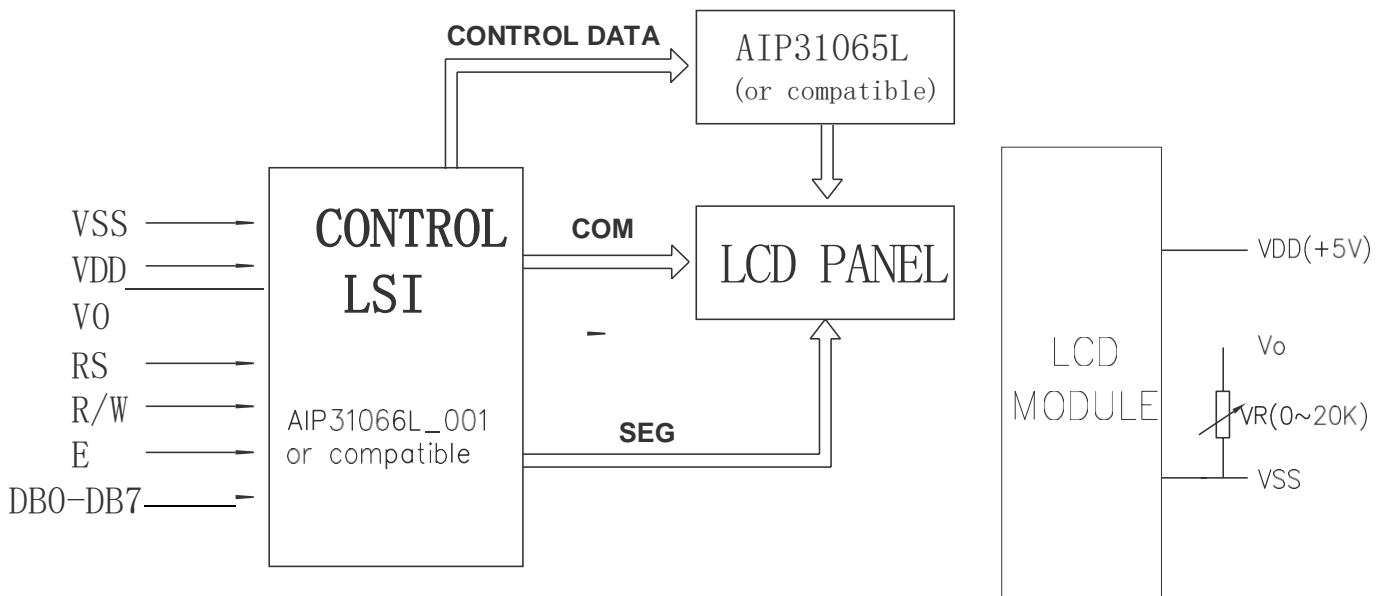 CONTROL DATA
AIP31065L
(or compatible)
VSS
VDD
VO
RS
R/W
E
DB0-DB7
CONTROL
LSI
AIP31066L_001
or compatible
COM
SEG
LCD PANEL
LCD
MODULE
VDD(+5V)
Vo
VR(0~20K)
VSS